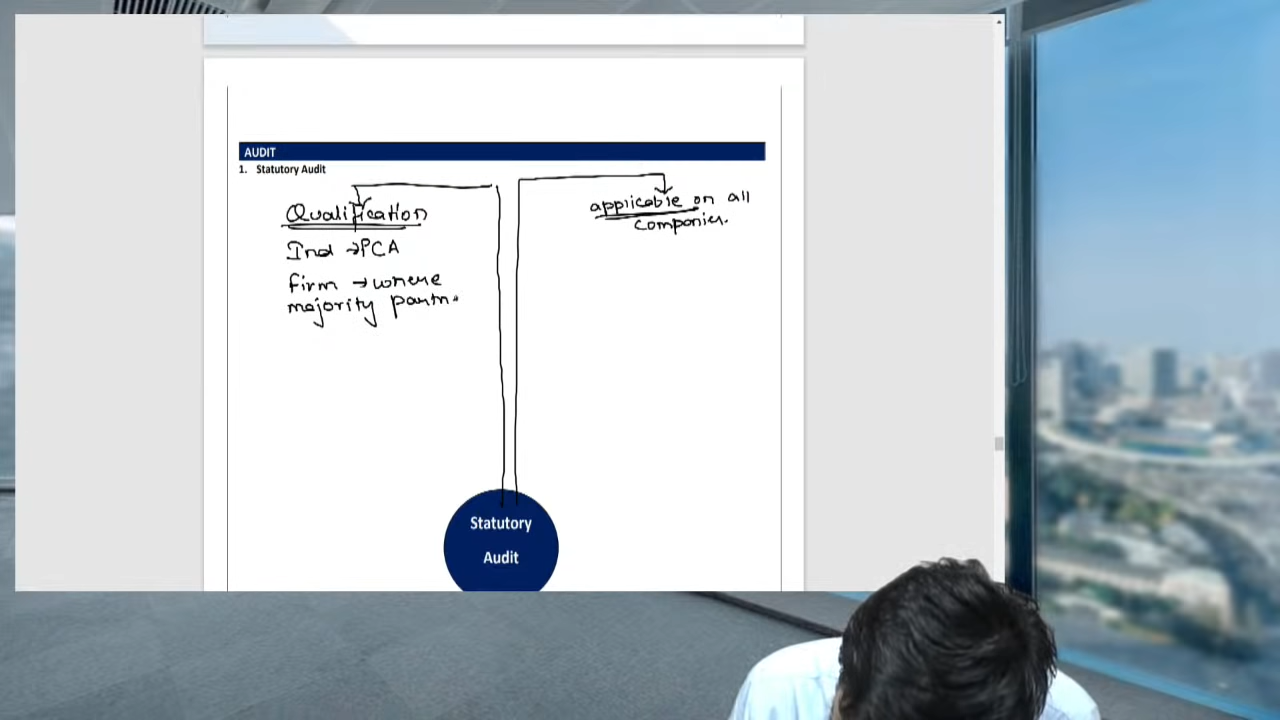 AUDIT
1. Statutory Audit
Qualification
Ind → PCA
firm → where
majority partn.
applicable on all
companies.
Statutory
Audit